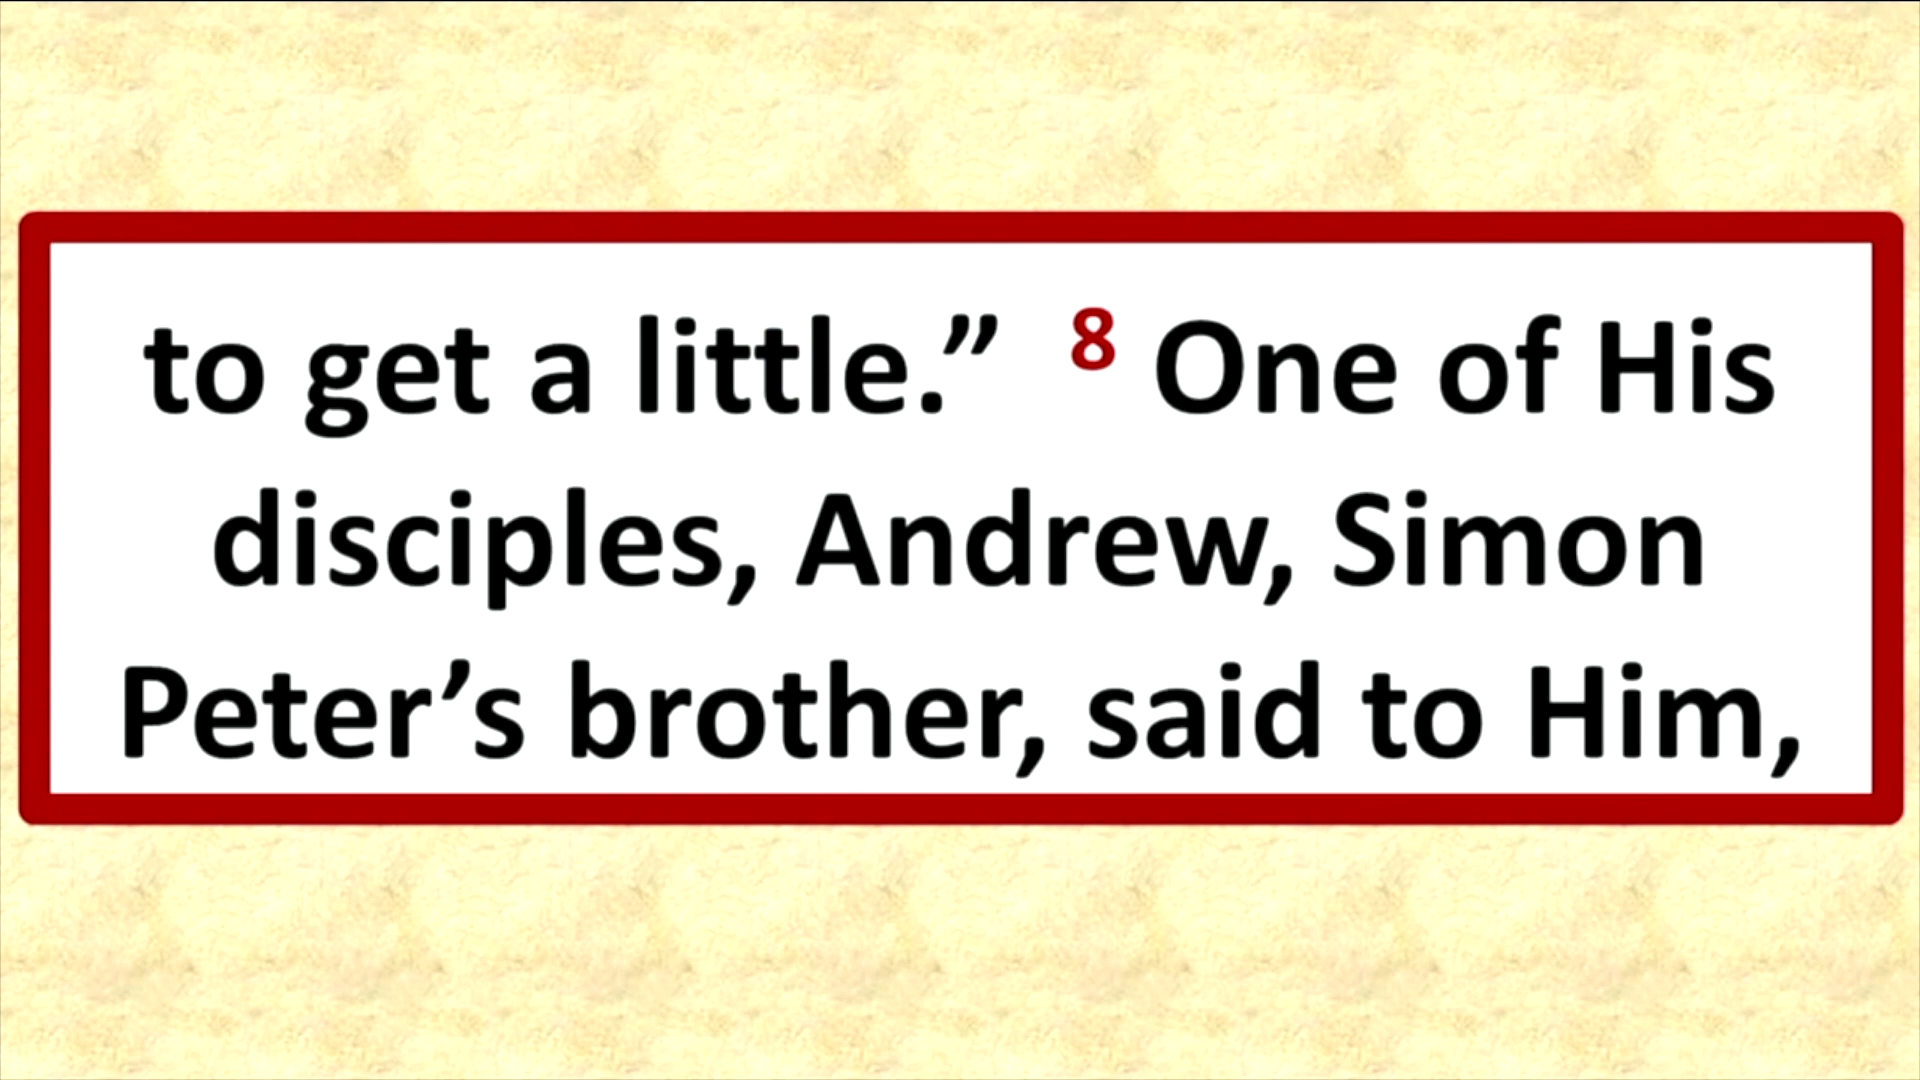 to get a little.” 8 One of His
disciples, Andrew, Simon
Peter’s brother, said to Him,